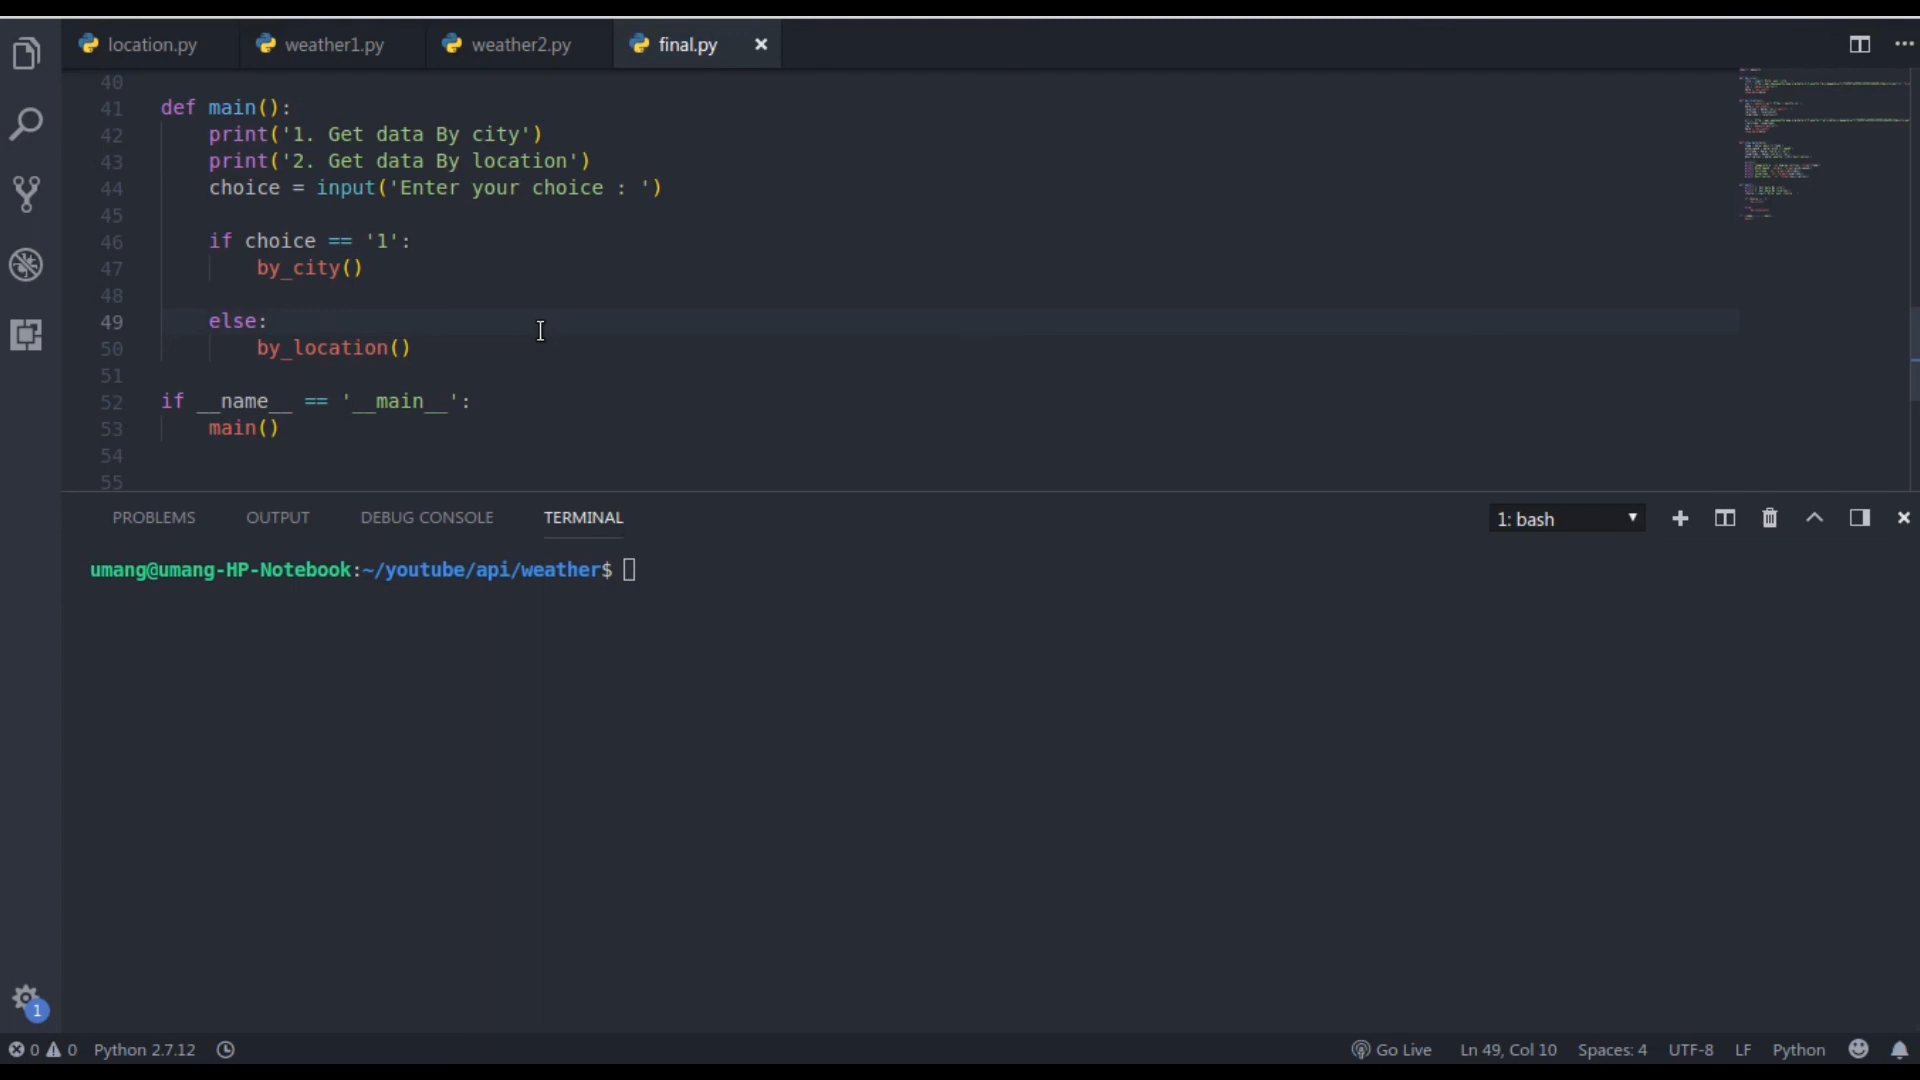 location.py weather1.py weather2.py final.py
40
41 def main():
42 print('1. Get data By city')
43 print('2. Get data By location')
44 choice = input('Enter your choice : ')
45
46 if choice == '1':
47 by_city()
48
49 else:
50 by_location()
51
52 if __name__ == '__main__':
53 main()
54
55
PROBLEMS OUTPUT DEBUG CONSOLE TERMINAL 1: bash
umang@umang-HP-Notebook:~/youtube/api/weather$
1
0 0 Python 2.7.12 Go Live Ln 49, Col 10 Spaces: 4 UTF-8 LF Python